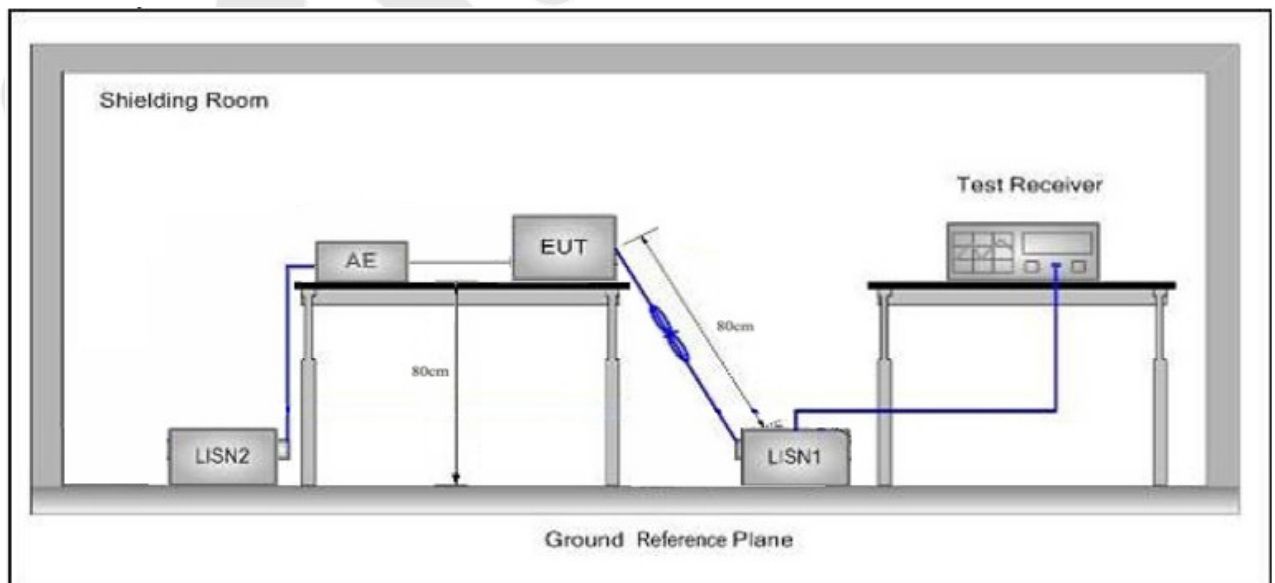 Shielding Room
Test Receiver
EUT
AE
80cm
80cm
LISN2
LISN1
Ground Reference Plane